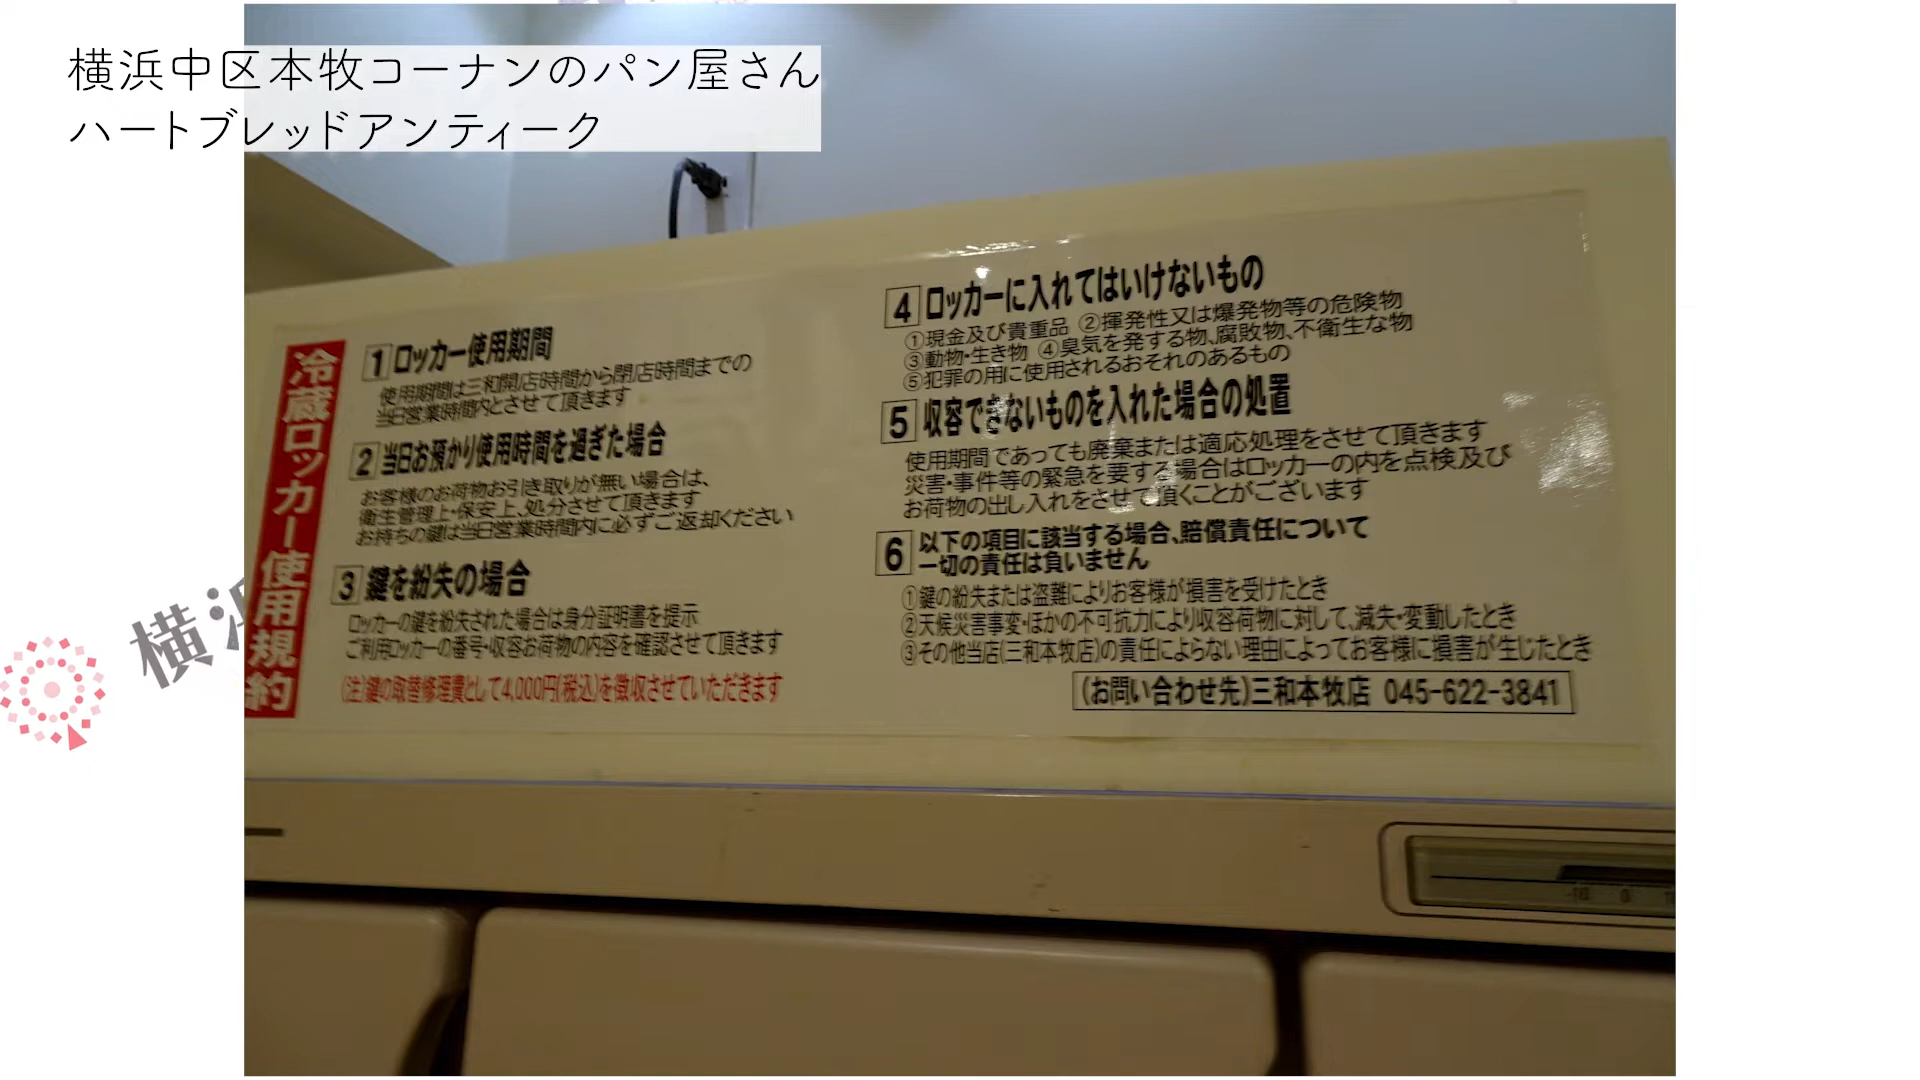 横浜中区本牧コーナンのパン屋さん
ハートブレッドアンティーク
冷蔵ロッカー使用規約
1 ロッカー使用期間
使用期間は三和開店時間から閉店時間までの
当日営業時間内とさせて頂きます
2 当日お預かり使用時間を過ぎた場合
お客様のお荷物お引き取りが無い場合は、
衛生管理上・保安上、処分させて頂きます
お持ちの鍵は当日営業時間内に必ずご返却ください
3 鍵を紛失の場合
ロッカーの鍵を紛失された場合は身分証明書を提示
ご利用ロッカーの番号・収容お荷物の内容を確認させて頂きます
(注)鍵の取替修理費として4,000円(税込)を徴収させていただきます
4 ロッカーに入れてはいけないもの
①現金及び貴重品 ②揮発性又は爆発物等の危険物
③動物・生き物 ④臭気を発する物、腐敗物、不衛生な物
⑤犯罪の用に使用されるおそれのあるもの
5 収容できないものを入れた場合の処置
使用期間であっても廃棄または適応処理をさせて頂きます
災害・事件等の緊急を要する場合はロッカーの内を点検及び
お荷物の出し入れをさせて頂くことがございます
6 以下の項目に該当する場合、賠償責任について
一切の責任は負いません
①鍵の紛失または盗難によりお客様が損害を受けたとき
②天候災害事変・ほかの不可抗力により収容荷物に対して、減失・変動したとき
③その他当店(三和本牧店)の責任によらない理由によってお客様に損害が生じたとき
(お問い合わせ先)三和本牧店 045-622-3841
横浜